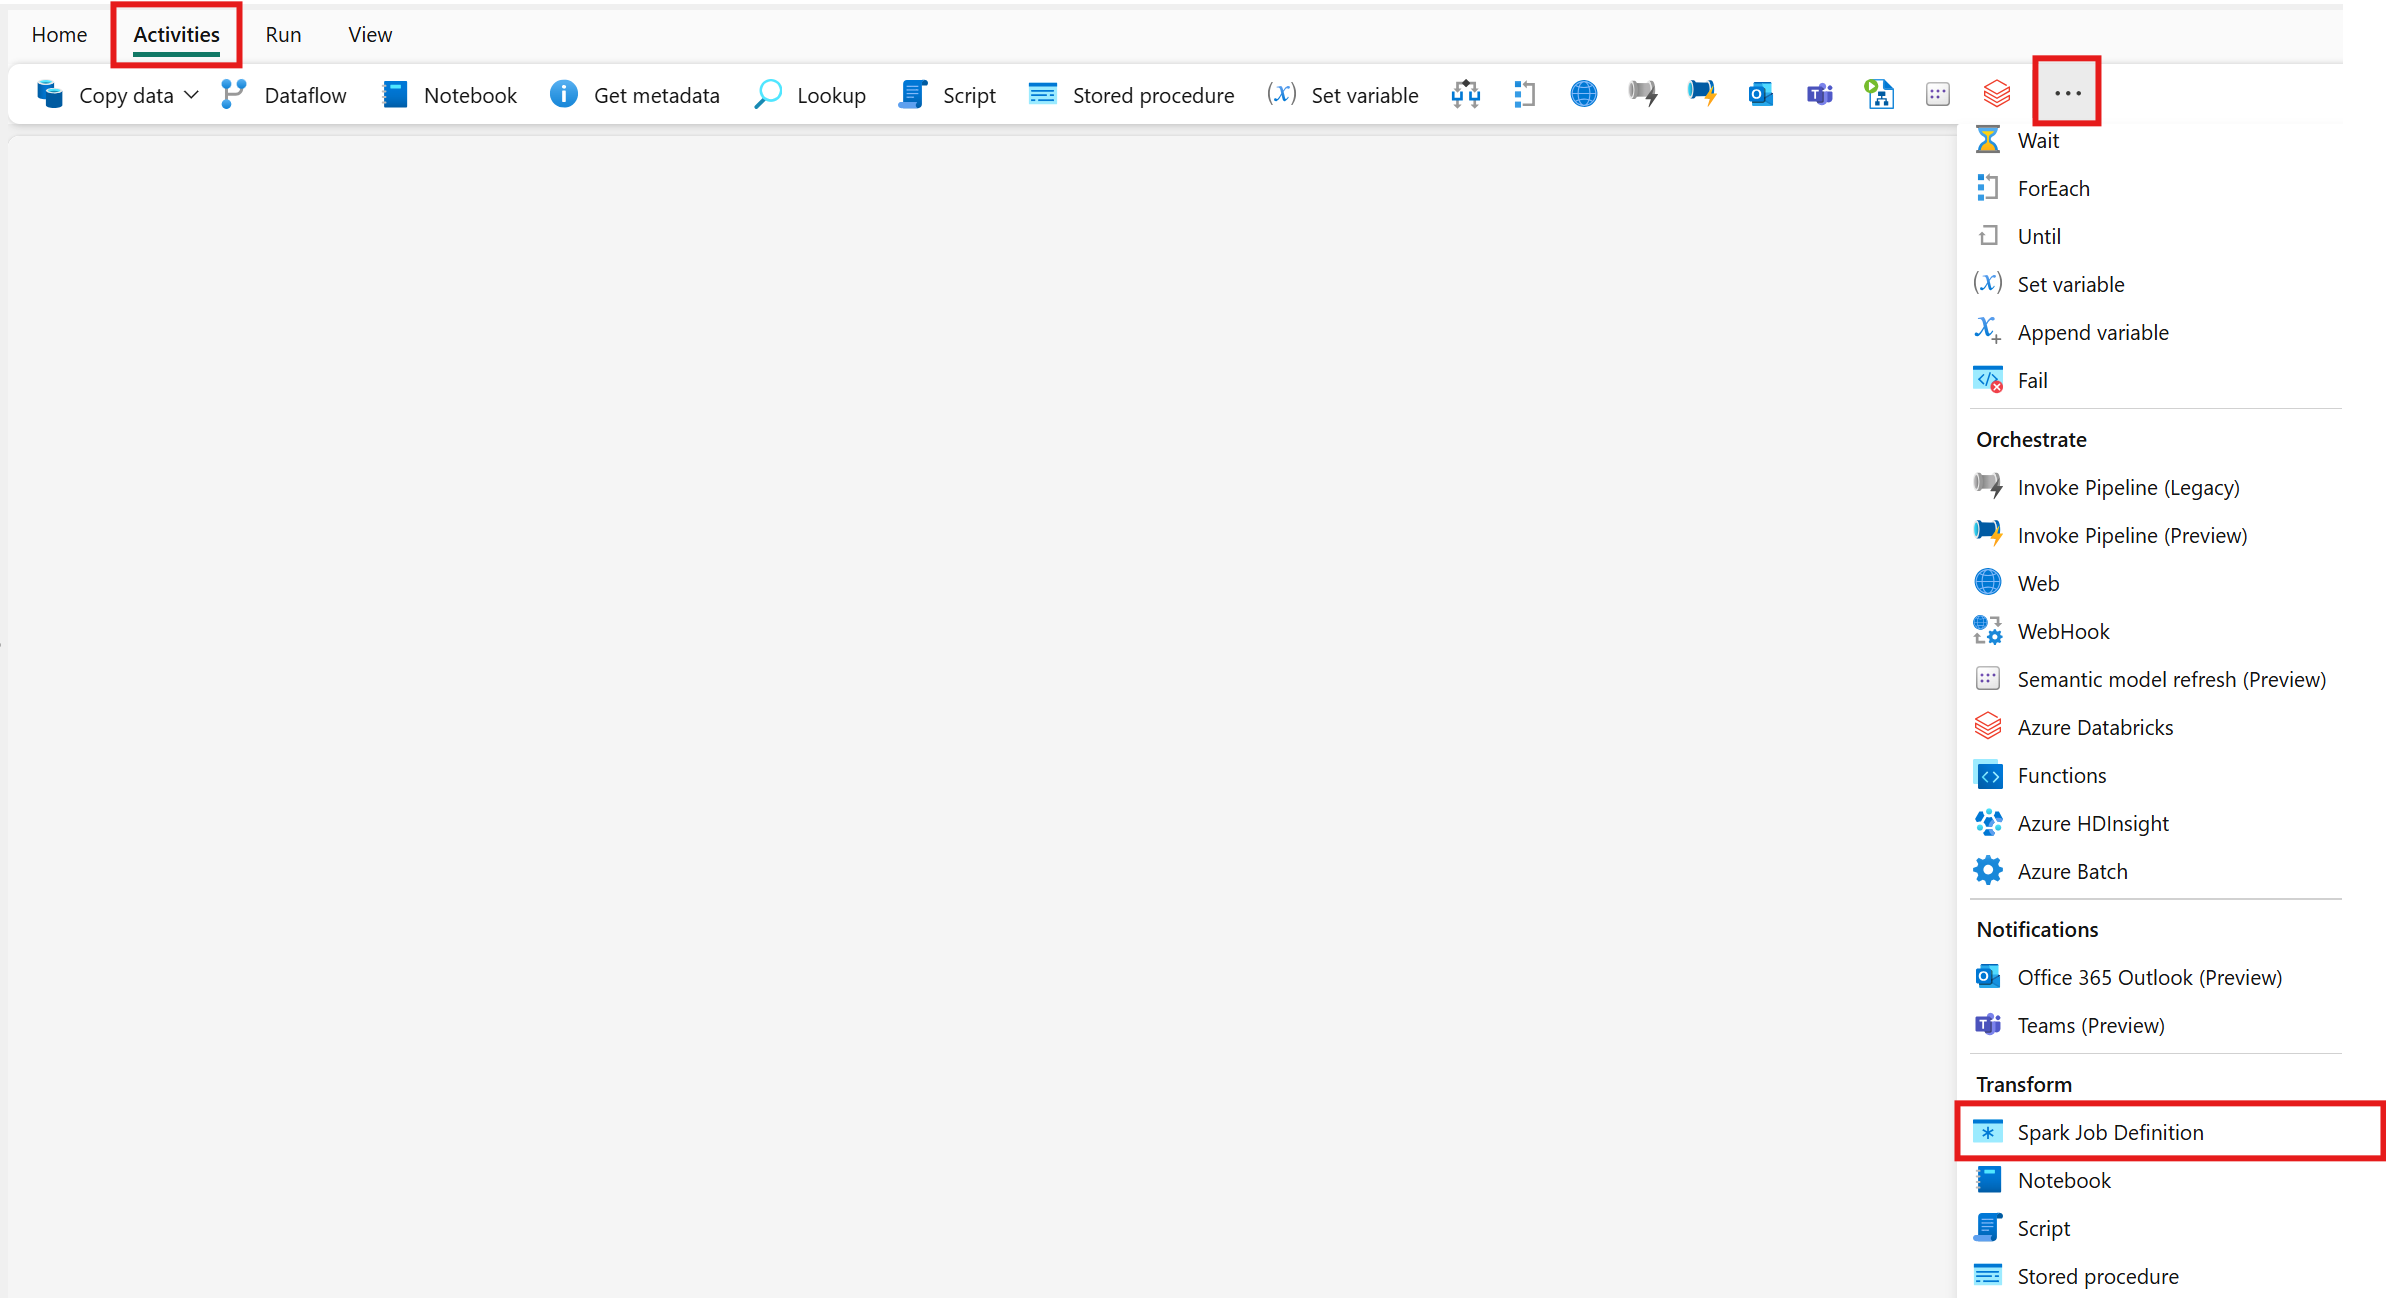 Home Activities Run View
Copy data Dataflow Notebook Get metadata Lookup Script Stored procedure (x) Set variable ...
Wait
ForEach
Until
(x) Set variable
Append variable
Fail
Orchestrate
Invoke Pipeline (Legacy)
Invoke Pipeline (Preview)
Web
WebHook
Semantic model refresh (Preview)
Azure Databricks
Functions
Azure HDInsight
Azure Batch
Notifications
Office 365 Outlook (Preview)
Teams (Preview)
Transform
Spark Job Definition
Notebook
Script
Stored procedure